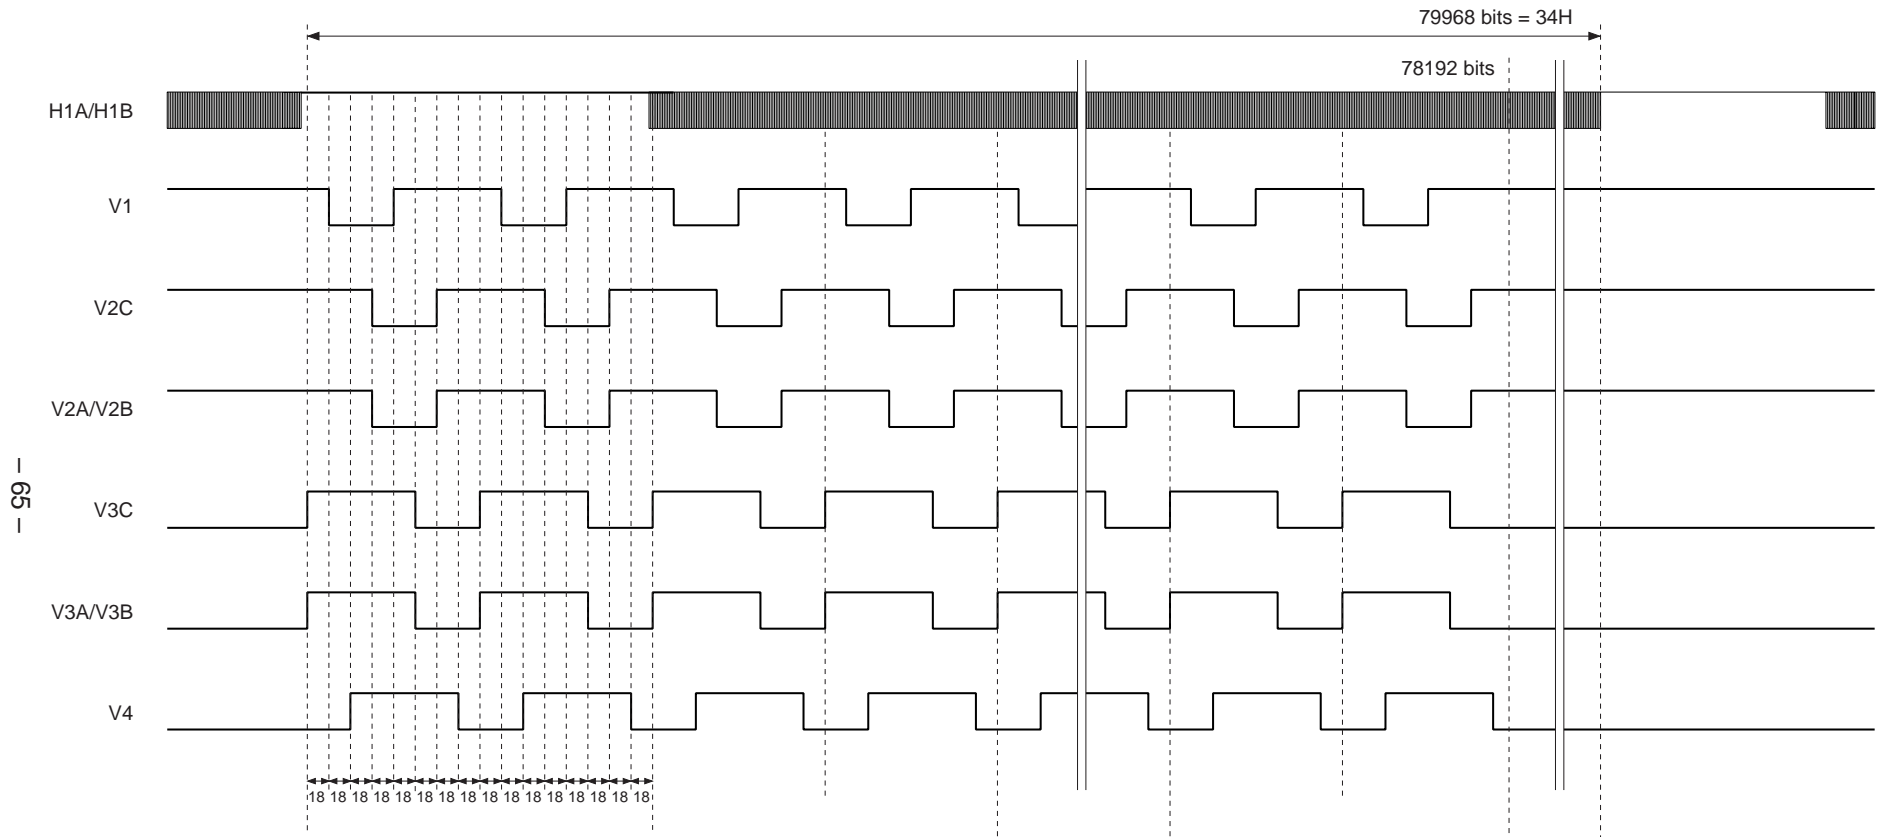 79968 bits = 34H
78192 bits
H1A/H1B
V1
V2C
V2A/V2B
V3C
V3A/V3B
V4
18 18 18 18 18 18 18 18 18 18 18 18 18 18 18 18
– 65 –